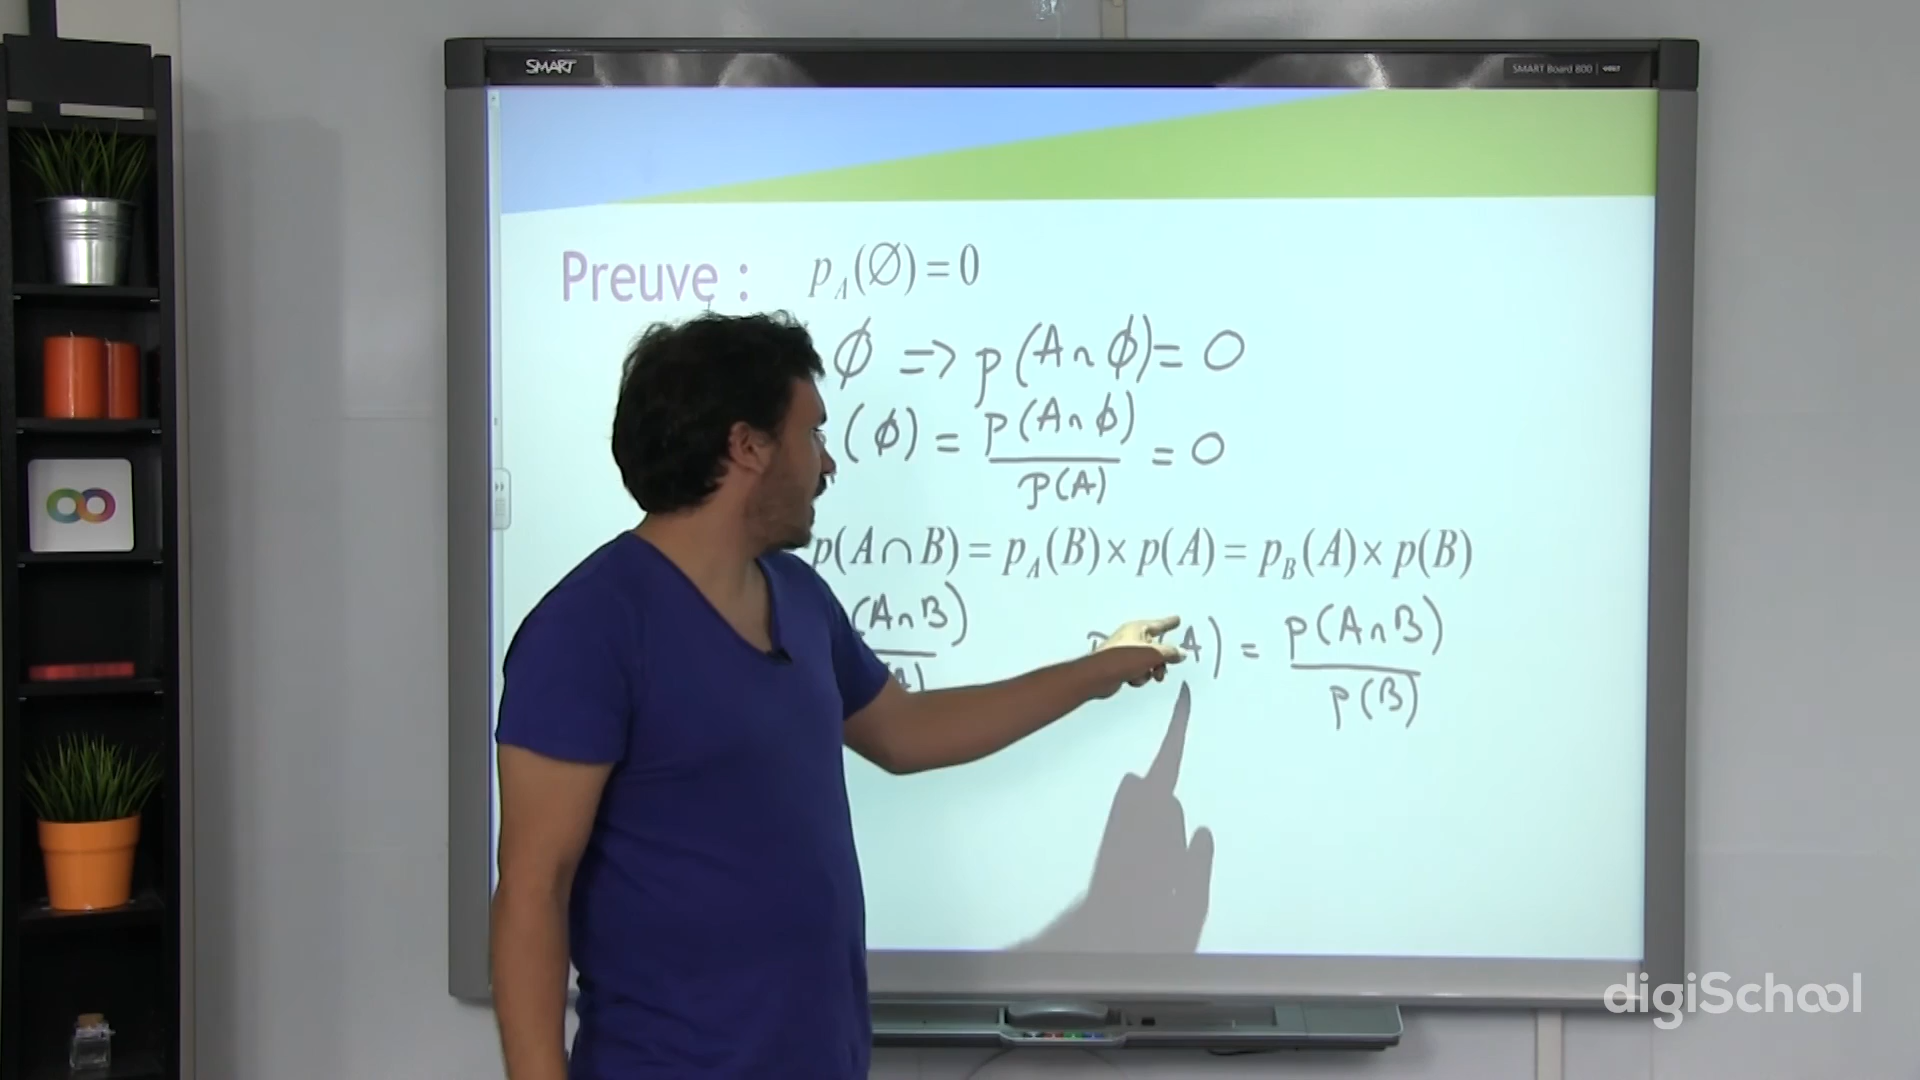 SMART
SMART Board 800
Preuve : p_A(∅) = 0
∅ => p(A∩∅) = 0
(∅) = p(A∩∅) / p(A) = 0
p(A∩B) = p_A(B) × p(A) = p_B(A) × p(B)
(A∩B) / A)
A) = p(A∩B) / p(B)
digiSchool